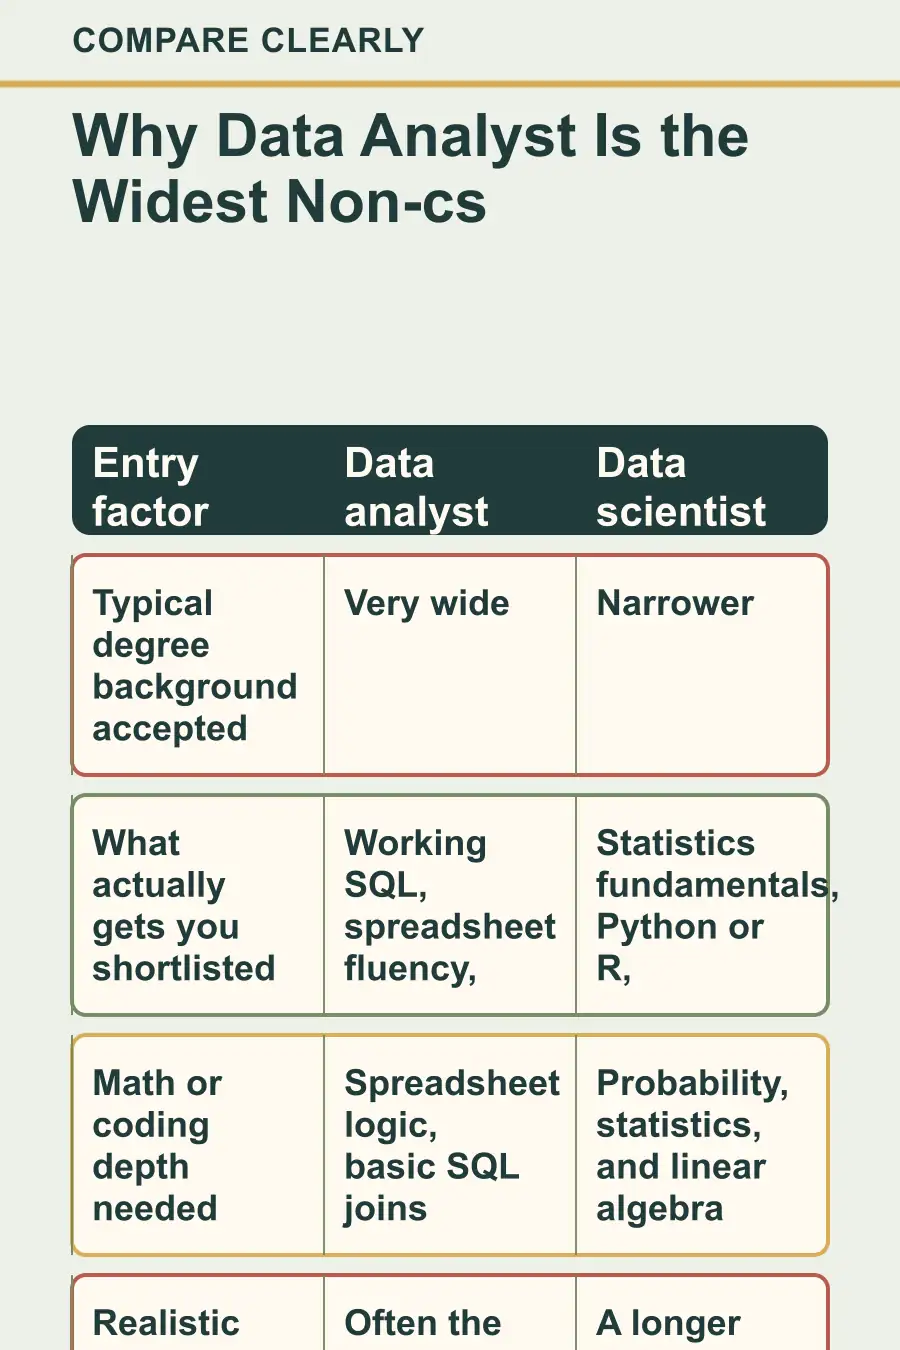 COMPARE CLEARLY
Why Data Analyst Is the
Widest Non-cs
Entry factor
Data analyst
Data scientist
Typical
degree
background
accepted
Very wide
Narrower
What
actually
gets you
shortlisted
Working
SQL,
spreadsheet
fluency,
Statistics
fundamentals,
Python or
R,
Math or
coding
depth
needed
Spreadsheet
logic,
basic SQL
joins
Probability,
statistics,
and linear
algebra
Realistic
Often the
A longer